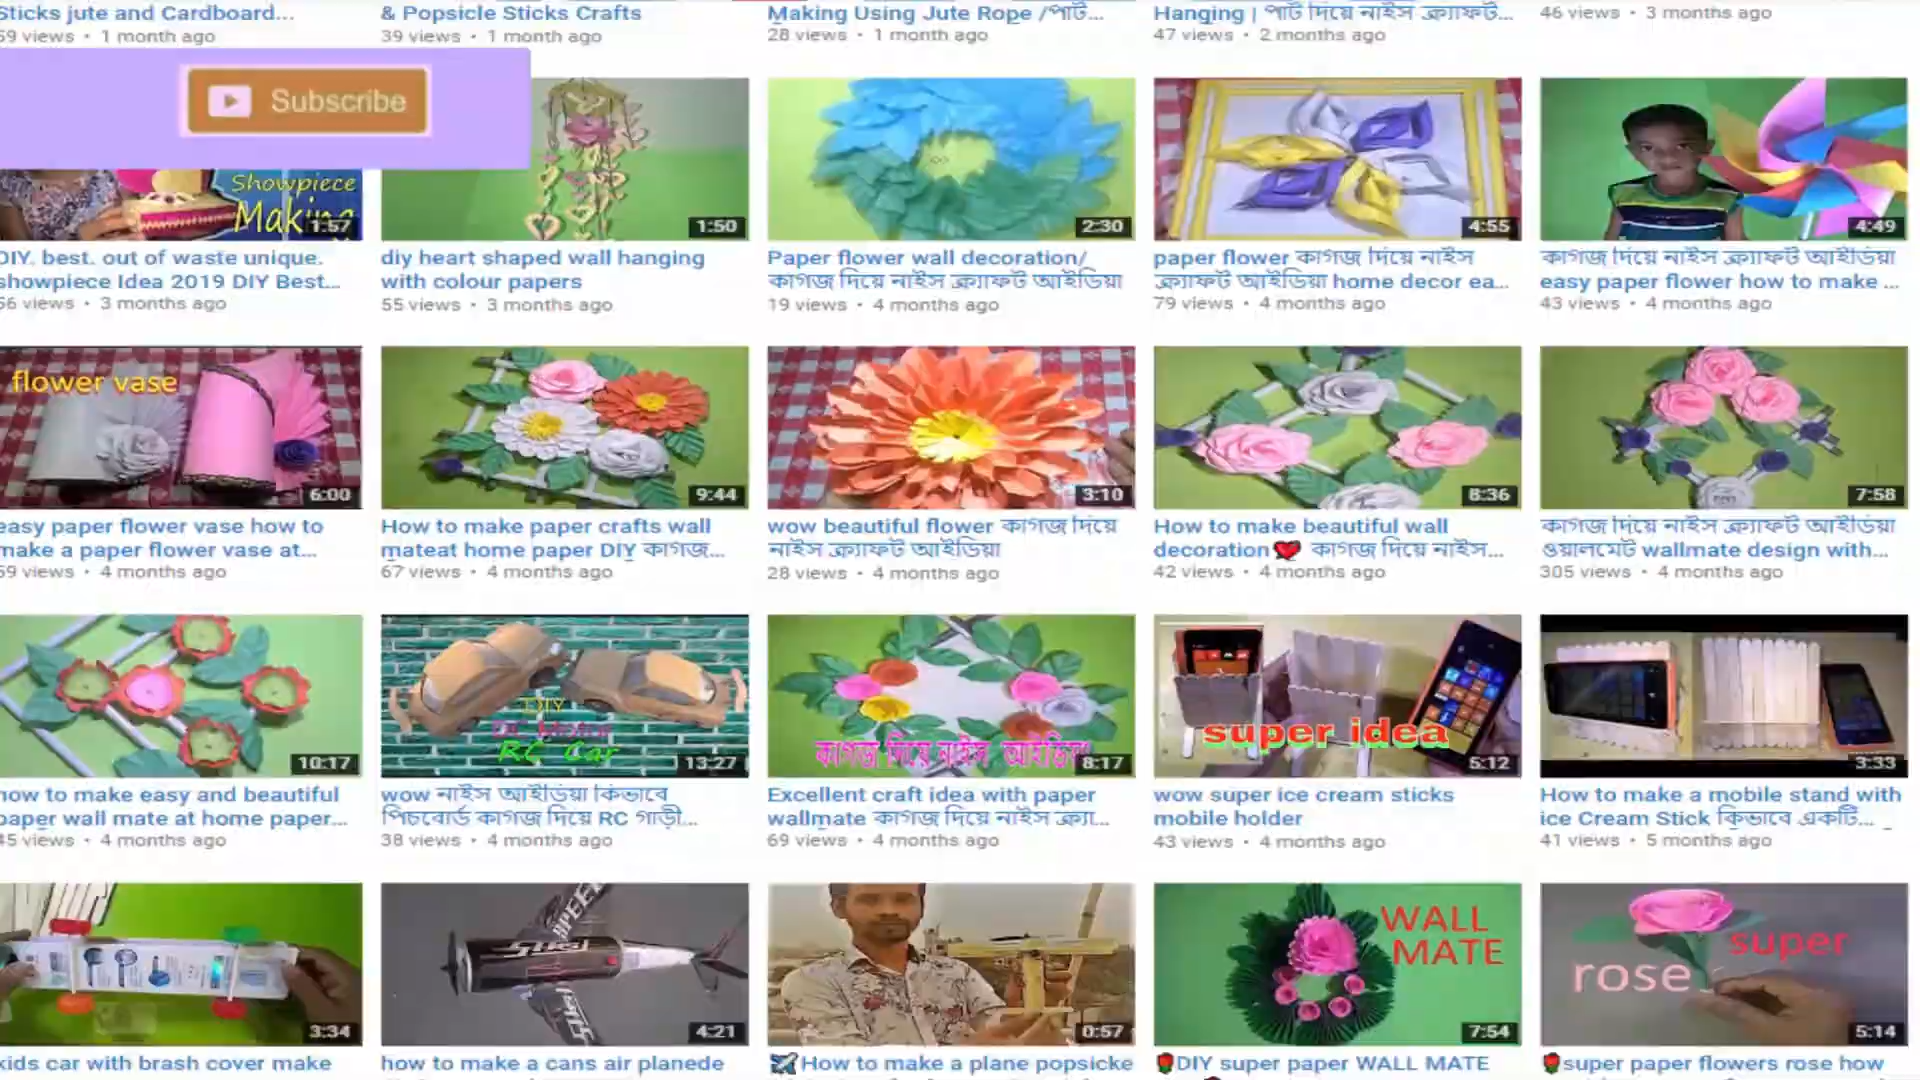 Sticks jute and Cardboard...
59 views • 1 month ago
& Popsicle Sticks Crafts
39 views • 1 month ago
Making Using Jute Rope /পাট...
28 views • 1 month ago
Hanging | পাট দিয়ে নাইস ক্র্যাফট...
47 views • 2 months ago
46 views • 3 months ago
Subscribe
Showpiece
Making
1:57
1:50
2:30
4:55
4:49
DIY. best. out of waste unique.
showpiece Idea 2019 DIY Best...
56 views • 3 months ago
diy heart shaped wall hanging
with colour papers
55 views • 3 months ago
Paper flower wall decoration/
কাগজ দিয়ে নাইস ক্র্যাফট আইডিয়া
19 views • 4 months ago
paper flower কাগজ দিয়ে নাইস
ক্র্যাফট আইডিয়া home decor ea...
79 views • 4 months ago
কাগজ দিয়ে নাইস ক্র্যাফট আইডিয়া
easy paper flower how to make ...
43 views • 4 months ago
flower vase
6:00
9:44
3:10
8:36
7:58
easy paper flower vase how to
make a paper flower vase at...
59 views • 4 months ago
How to make paper crafts wall
mateat home paper DIY কাগজ...
67 views • 4 months ago
wow beautiful flower কাগজ দিয়ে
নাইস ক্র্যাফট আইডিয়া
28 views • 4 months ago
How to make beautiful wall
decoration❤️ কাগজ দিয়ে নাইস...
42 views • 4 months ago
কাগজ দিয়ে নাইস ক্র্যাফট আইডিয়া
ওয়ালমেট wallmate design with...
305 views • 4 months ago
10:17
DIY
DC Motor
RC Car
13:27
কাগজ দিয়ে নাইস আইডিয়া
8:17
super idea
5:12
3:33
how to make easy and beautiful
paper wall mate at home paper...
45 views • 4 months ago
wow নাইস আইডিয়া কিভাবে
পিচবোর্ড কাগজ দিয়ে RC গাড়ী...
38 views • 4 months ago
Excellent craft idea with paper
wallmate কাগজ দিয়ে নাইস ক্র্যা...
69 views • 4 months ago
wow super ice cream sticks
mobile holder
43 views • 4 months ago
How to make a mobile stand with
ice Cream Stick কিভাবে একটি...
41 views • 5 months ago
3:34
SPEED
4:21
0:57
WALL
MATE
7:54
super
rose
5:14
kids car with brash cover make
how to make a cans air planede
✈️How to make a plane popsicke
🌹DIY super paper WALL MATE
🌹super paper flowers rose how